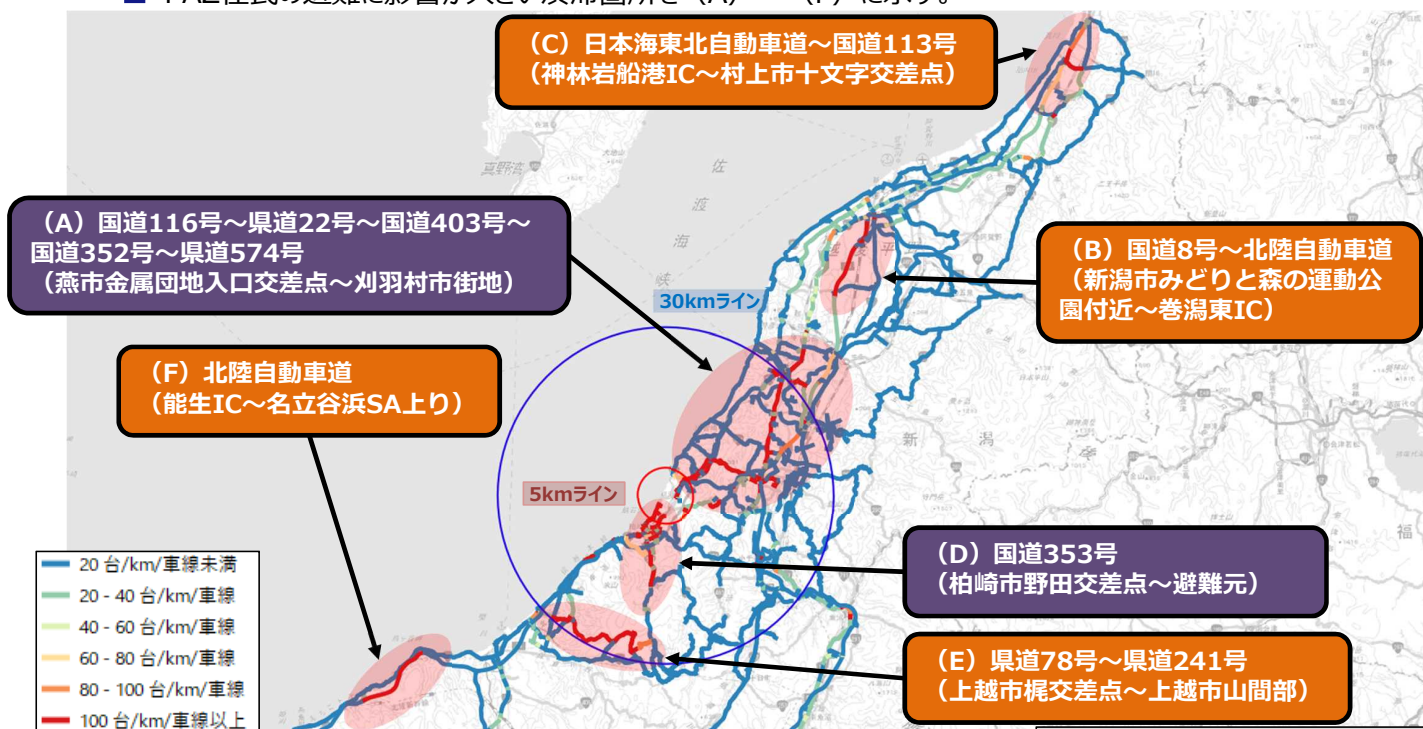 （C）日本海東北自動車道～国道113号
（神林岩船港IC～村上市十文字交差点）
佐
渡
海
峡
真野湾
（A）国道116号～県道22号～国道403号～
国道352号～県道574号
（燕市金属団地入口交差点～刈羽村市街地）
（B）国道8号～北陸自動車道
（新潟市みどりと森の運動公
園付近～巻潟東IC）
30kmライン
（F）北陸自動車道
（能生IC～名立谷浜SA上り）
新
潟
5kmライン
福
（D）国道353号
（柏崎市野田交差点～避難元）
（E）県道78号～県道241号
（上越市梶交差点～上越市山間部）
20 台/km/車線未満
20 - 40 台/km/車線
40 - 60 台/km/車線
60 - 80 台/km/車線
80 - 100 台/km/車線
100 台/km/車線以上